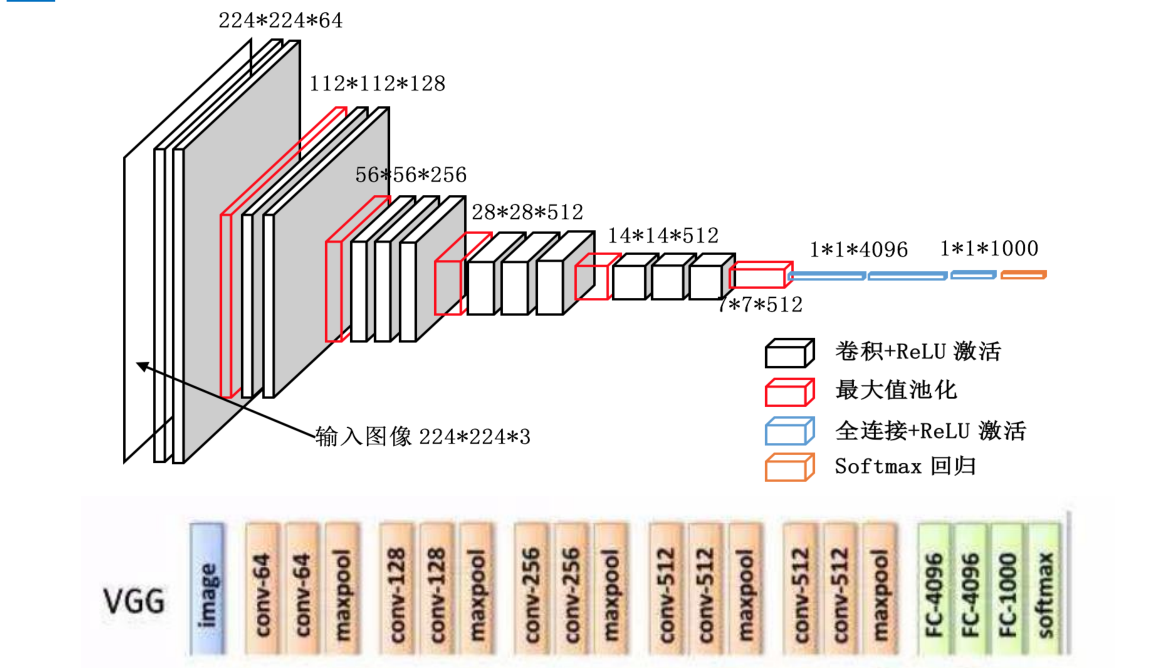 224*224*64
112*112*128
56*56*256
28*28*512
14*14*512
1*1*4096
1*1*1000
7*7*512
卷积+ReLU 激活
最大值池化
全连接+ReLU 激活
Softmax 回归
输入图像 224*224*3
VGG
image
conv-64
conv-64
maxpool
conv-128
conv-128
maxpool
conv-256
conv-256
maxpool
conv-512
conv-512
maxpool
conv-512
conv-512
maxpool
FC-4096
FC-4096
FC-1000
softmax